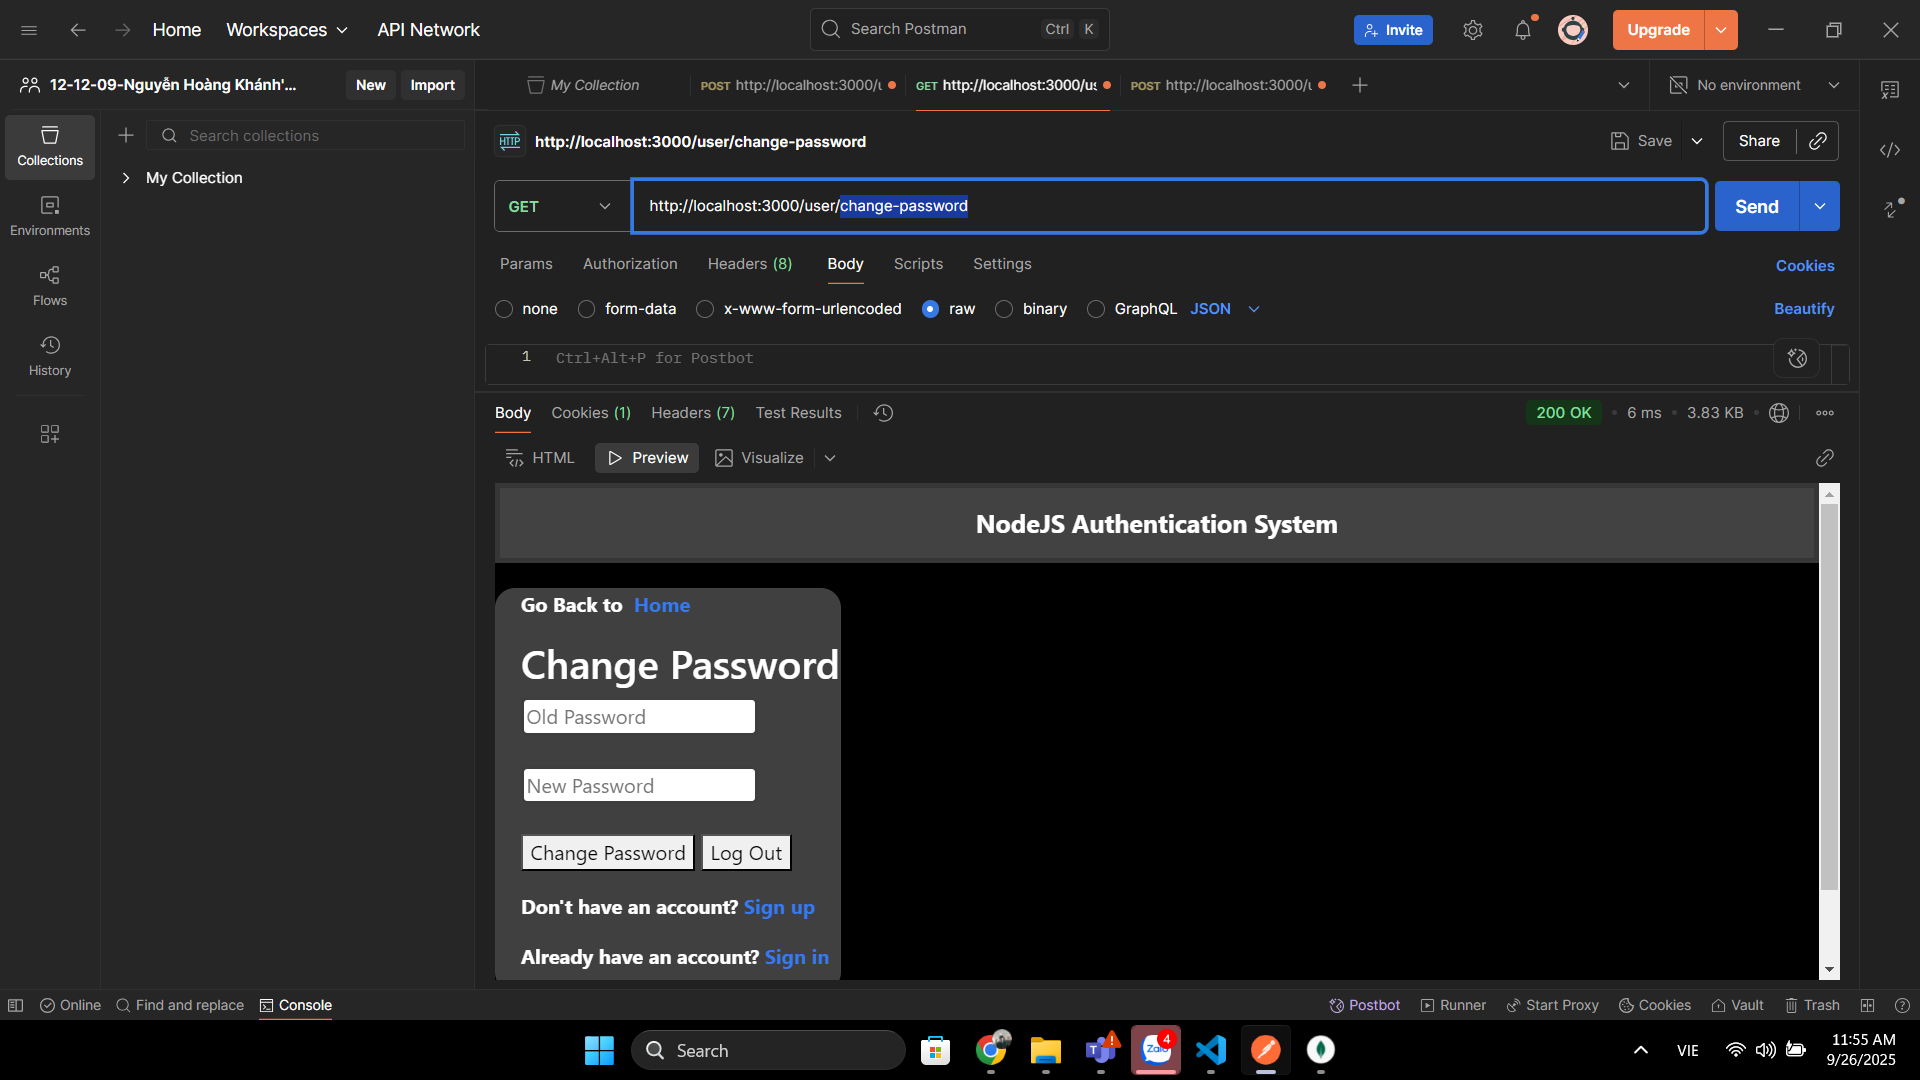 Home
Workspaces
API Network
Search Postman
Ctrl K
Invite
Upgrade
12-12-09-Nguyễn Hoàng Khánh'...
New
Import
My Collection
POST http://localhost:3000/u
GET http://localhost:3000/us
POST http://localhost:3000/u
No environment
Collections
Search collections
My Collection
Environments
Flows
History
HTTP http://localhost:3000/user/change-password
Save
Share
GET
http://localhost:3000/user/change-password
Send
Params
Authorization
Headers (8)
Body
Scripts
Settings
Cookies
none
form-data
x-www-form-urlencoded
raw
binary
GraphQL
JSON
Beautify
1 Ctrl+Alt+P for Postbot
Body
Cookies (1)
Headers (7)
Test Results
200 OK
6 ms
3.83 KB
HTML
Preview
Visualize
NodeJS Authentication System
Go Back to Home
Change Password
Old Password
New Password
Change Password
Log Out
Don't have an account? Sign up
Already have an account? Sign in
Online
Find and replace
Console
Postbot
Runner
Start Proxy
Cookies
Vault
Trash
Search
Zalo
4
VIE
11:55 AM
9/26/2025